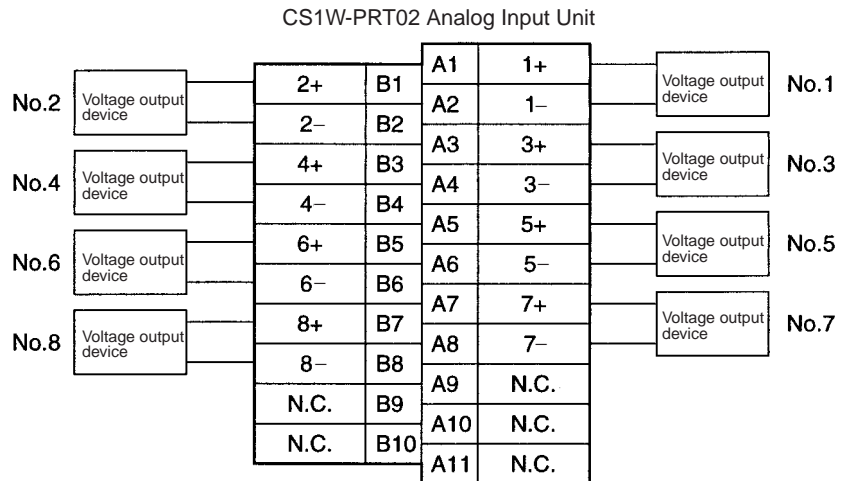 CS1W-PRT02 Analog Input Unit
No.2 Voltage output device
No.4 Voltage output device
No.6 Voltage output device
No.8 Voltage output device
2+ B1
2– B2
4+ B3
4– B4
6+ B5
6– B6
8+ B7
8– B8
N.C. B9
N.C. B10
A1 1+
A2 1–
A3 3+
A4 3–
A5 5+
A6 5–
A7 7+
A8 7–
A9 N.C.
A10 N.C.
A11 N.C.
Voltage output device No.1
Voltage output device No.3
Voltage output device No.5
Voltage output device No.7